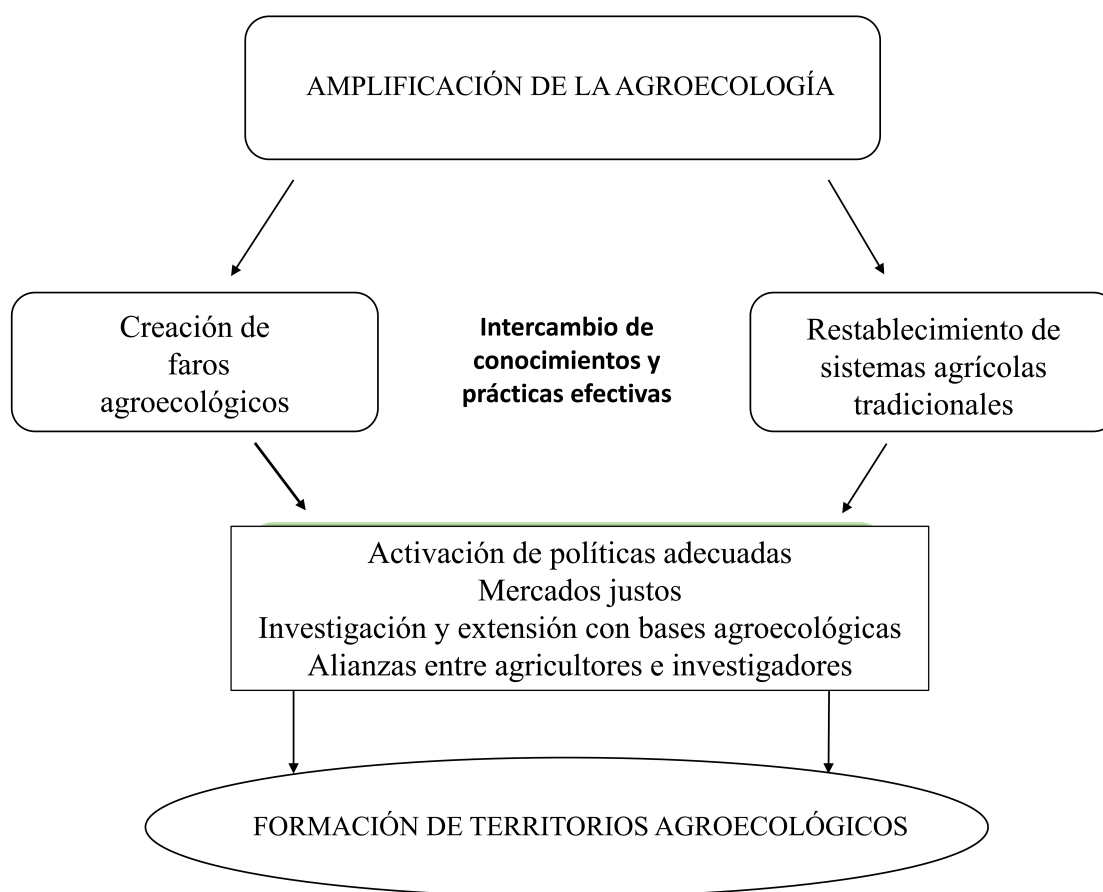 AMPLIFICACIÓN DE LA AGROECOLOGÍA
Creación de
faros
agroecológicos
Intercambio de
conocimientos y
prácticas efectivas
Restablecimiento de
sistemas agrícolas
tradicionales
Activación de políticas adecuadas
Mercados justos
Investigación y extensión con bases agroecológicas
Alianzas entre agricultores e investigadores
FORMACIÓN DE TERRITORIOS AGROECOLÓGICOS